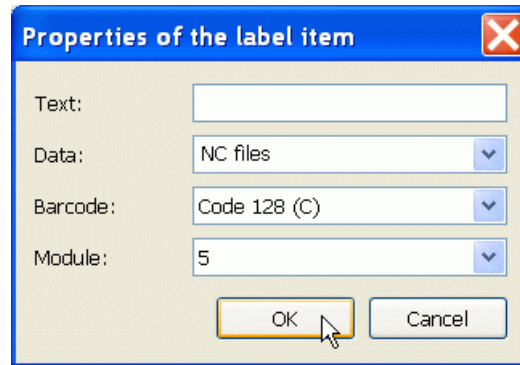 Properties of the label item
Text:
Data: NC files
Barcode: Code 128 (C)
Module: 5
OK Cancel